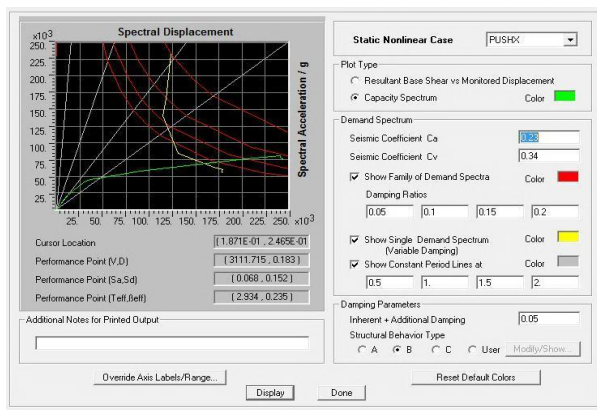 Spectral Displacement
x10³
250.
225.
200.
175.
150.
125.
100.
75.
50.
25.
Spectral Acceleration / g
25. 50. 75. 100. 125. 150. 175. 200. 225. 250. x10³
Cursor Location (1.871E-01 , 2.465E-01
Performance Point (V,D) ( 3111.715 , 0.183 )
Performance Point (Sa,Sd) ( 0.068 , 0.152 )
Performance Point (Teff,βeff) ( 2.934 , 0.235 )
Additional Notes for Printed Output
Override Axis Labels/Range...
Static Nonlinear Case PUSHX
Plot Type
Resultant Base Shear vs Monitored Displacement
Capacity Spectrum Color
Demand Spectrum
Seismic Coefficient Ca 0.23
Seismic Coefficient Cv 0.34
Show Family of Demand Spectra Color
Damping Ratios
0.05 0.1 0.15 0.2
Show Single Demand Spectrum Color
(Variable Damping)
Show Constant Period Lines at Color
0.5 1. 1.5 2.
Damping Parameters
Inherent + Additional Damping 0.05
Structural Behavior Type
A B C User Modify/Show...
Reset Default Colors
Display Done